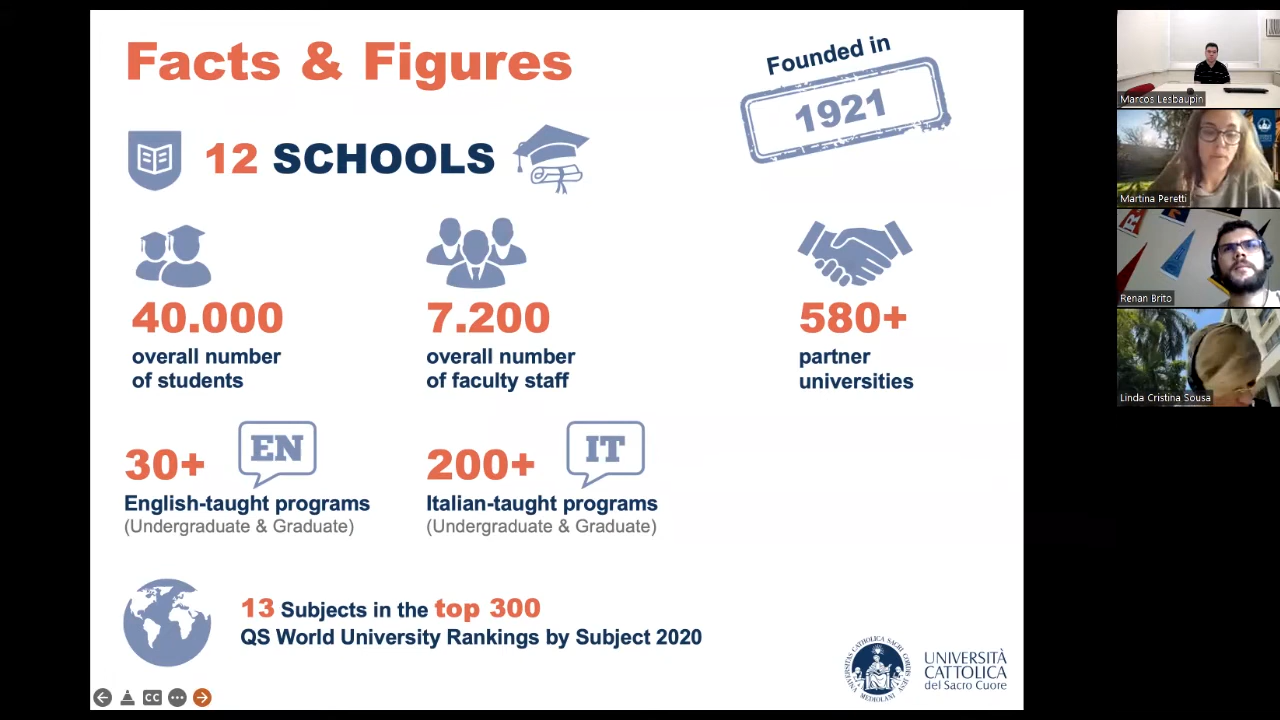 Facts & Figures
Founded in
1921
12 SCHOOLS
40.000
overall number
of students
7.200
overall number
of faculty staff
580+
partner
universities
30+
EN
English-taught programs
(Undergraduate & Graduate)
200+
IT
Italian-taught programs
(Undergraduate & Graduate)
13 Subjects in the top 300
QS World University Rankings by Subject 2020
UNIVERSITÀ
CATTOLICA
del Sacro Cuore
CC
Marcos Lesbaupin
Martina Peretti
Renan Brito
Linda Cristina Sousa